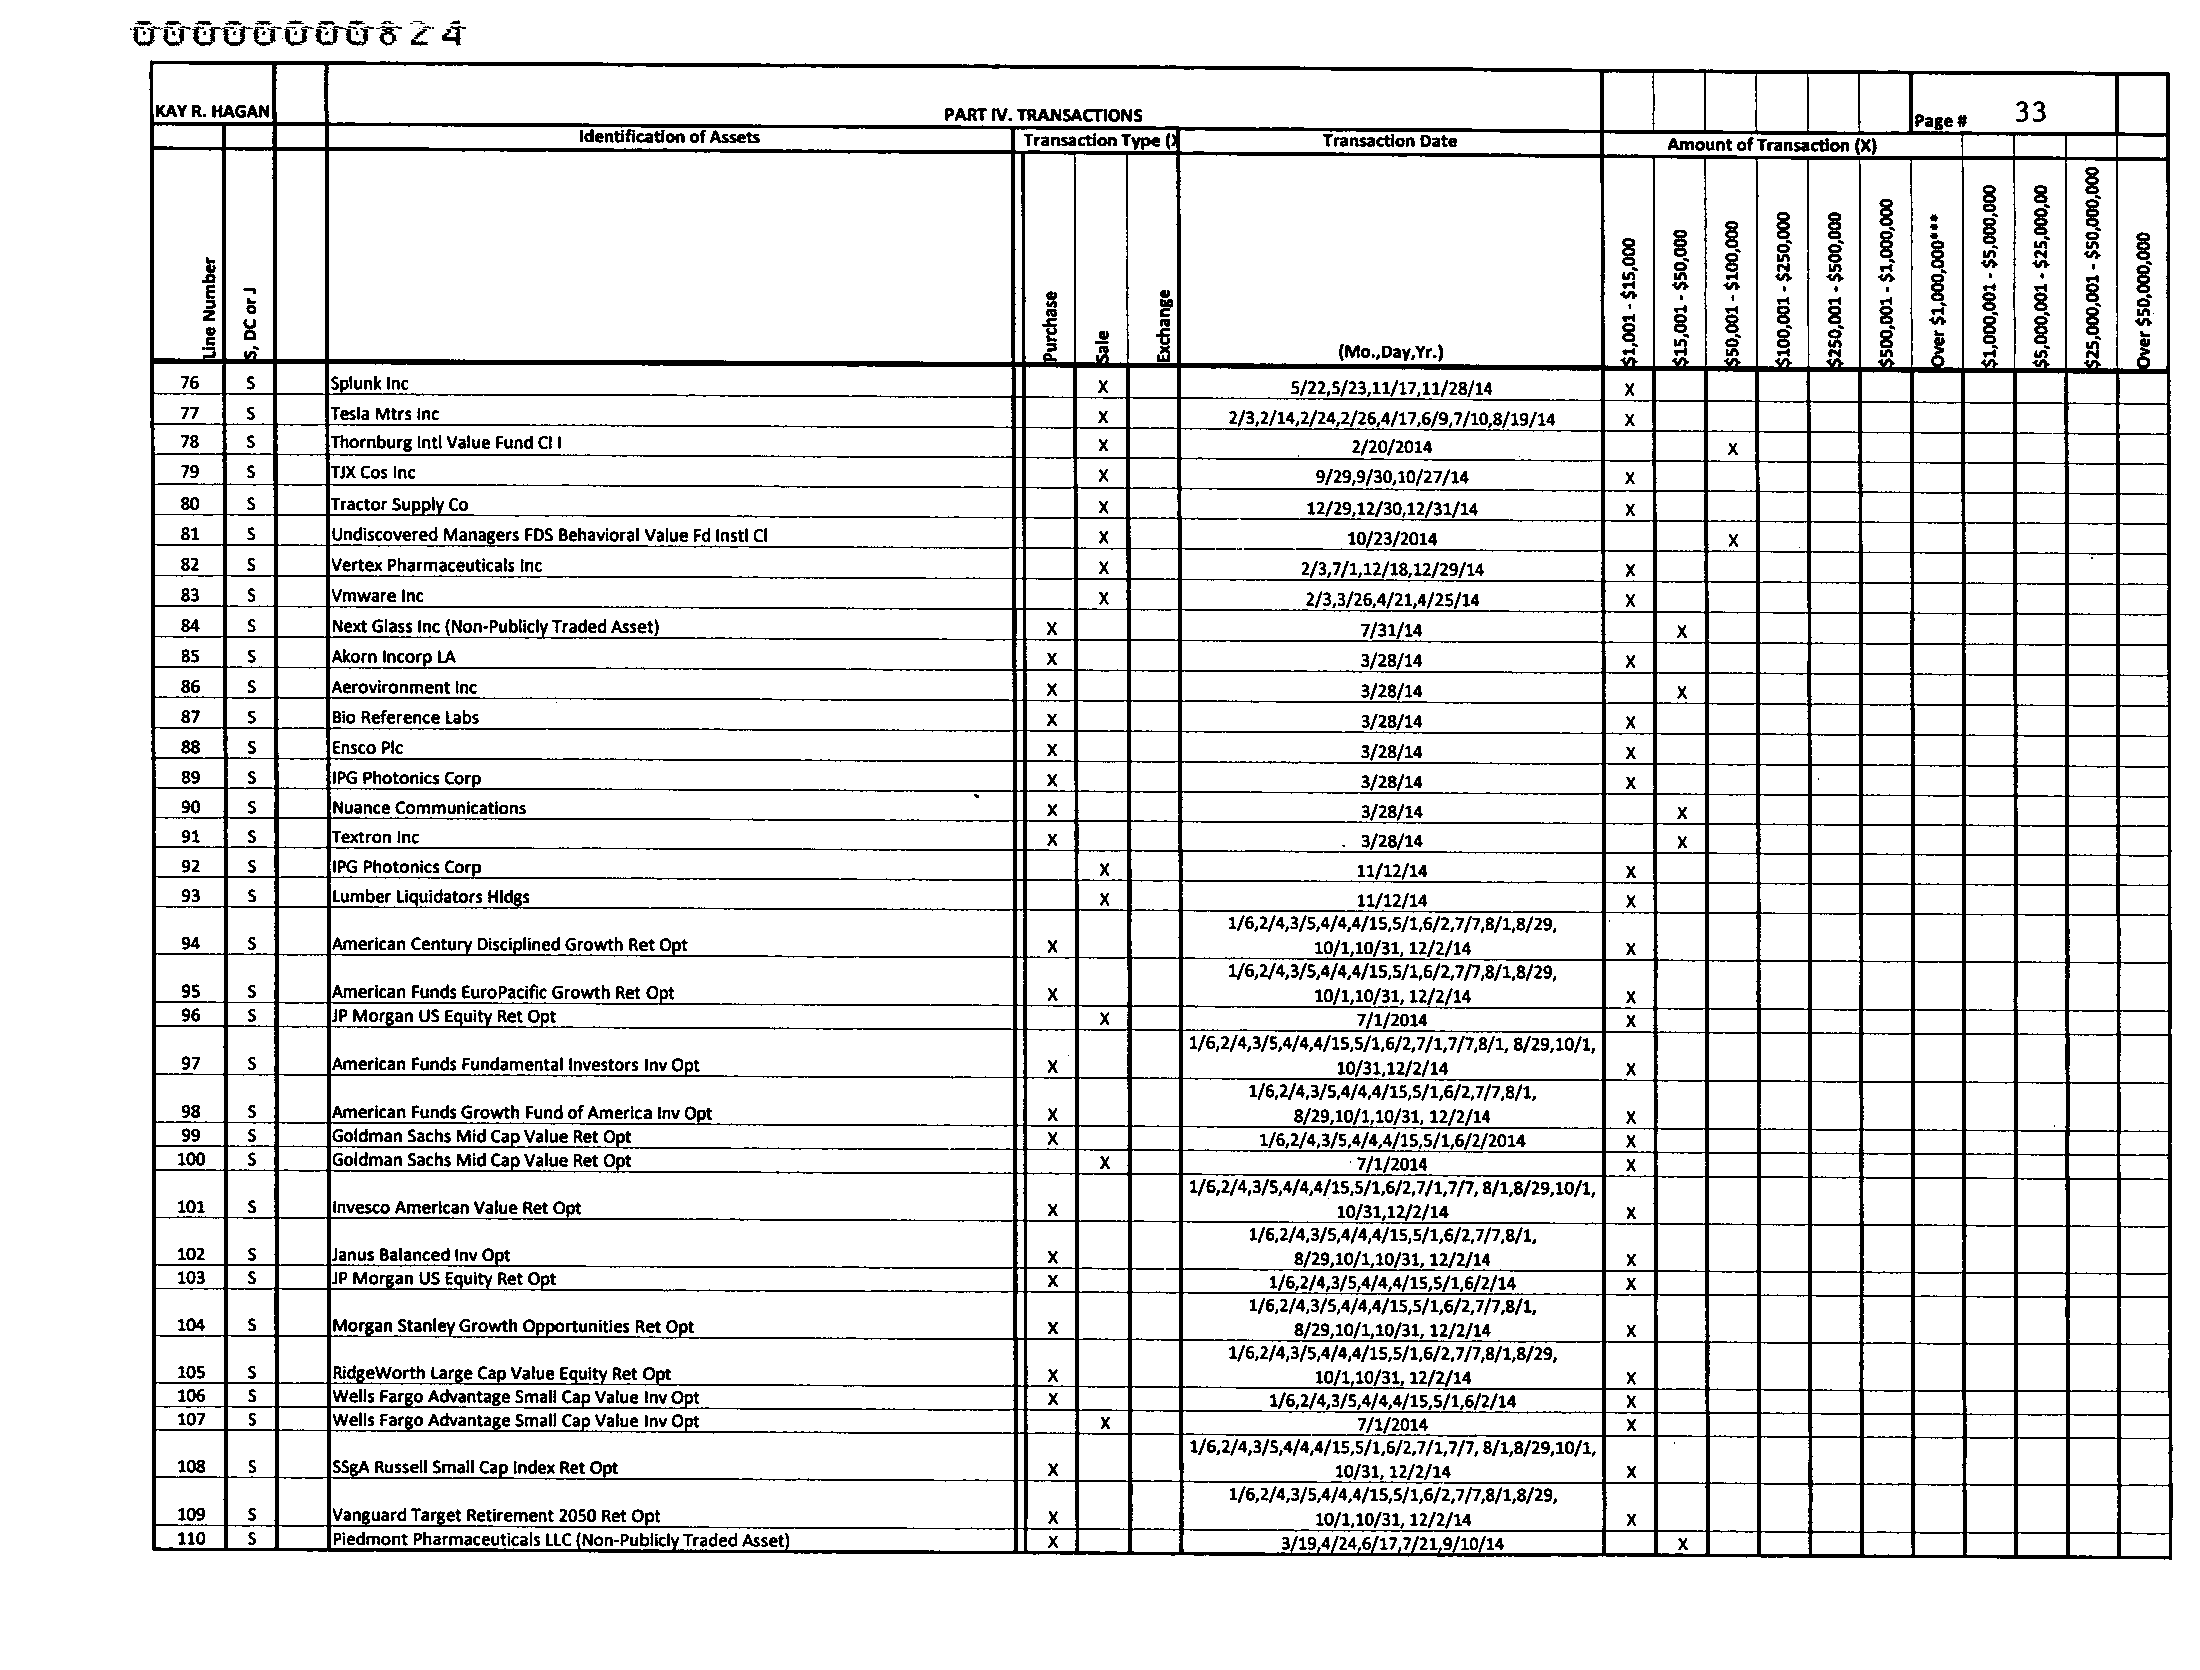 00000000824
KAY R. HAGAN PART IV. TRANSACTIONS Page # 33
Identification of Assets Transaction Type (X Transaction Date Amount of Transaction (X)
Line Number S, DC or J Purchase Sale Exchange (Mo.,Day,Yr.) $1,001 - $15,000 $15,001 - $50,000 $50,001 - $100,000 $100,001 - $250,000 $250,001 - $500,000 $500,001 - $1,000,000 Over $1,000,000*** $1,000,001 - $5,000,000 $5,000,001 - $25,000,00 $25,000,001 - $50,000,000 Over $50,000,000
76 S Splunk Inc X 5/22,5/23,11/17,11/28/14 X
77 S Tesla Mtrs Inc X 2/3,2/14,2/24,2/26,4/17,6/9,7/10,8/19/14 X
78 S Thornburg Intl Value Fund Cl I X 2/20/2014 X
79 S TJX Cos Inc X 9/29,9/30,10/27/14 X
80 S Tractor Supply Co X 12/29,12/30,12/31/14 X
81 S Undiscovered Managers FDS Behavioral Value Fd Instl Cl X 10/23/2014 X
82 S Vertex Pharmaceuticals Inc X 2/3,7/1,12/18,12/29/14 X
83 S Vmware Inc X 2/3,3/26,4/21,4/25/14 X
84 S Next Glass Inc (Non-Publicly Traded Asset) X 7/31/14 X
85 S Akorn Incorp LA X 3/28/14 X
86 S Aerovironment Inc X 3/28/14 X
87 S Bio Reference Labs X 3/28/14 X
88 S Ensco Plc X 3/28/14 X
89 S IPG Photonics Corp X 3/28/14 X
90 S Nuance Communications X 3/28/14 X
91 S Textron Inc X 3/28/14 X
92 S IPG Photonics Corp X 11/12/14 X
93 S Lumber Liquidators Hldgs X 11/12/14 X
1/6,2/4,3/5,4/4,4/15,5/1,6/2,7/7,8/1,8/29,
94 S American Century Disciplined Growth Ret Opt X 10/1,10/31, 12/2/14 X
1/6,2/4,3/5,4/4,4/15,5/1,6/2,7/7,8/1,8/29,
95 S American Funds EuroPacific Growth Ret Opt X 10/1,10/31, 12/2/14 X
96 S JP Morgan US Equity Ret Opt X 7/1/2014 X
1/6,2/4,3/5,4/4,4/15,5/1,6/2,7/1,7/7,8/1, 8/29,10/1,
97 S American Funds Fundamental Investors Inv Opt X 10/31,12/2/14 X
1/6,2/4,3/5,4/4,4/15,5/1,6/2,7/7,8/1,
98 S American Funds Growth Fund of America Inv Opt X 8/29,10/1,10/31, 12/2/14 X
99 S Goldman Sachs Mid Cap Value Ret Opt X 1/6,2/4,3/5,4/4,4/15,5/1,6/2/2014 X
100 S Goldman Sachs Mid Cap Value Ret Opt X 7/1/2014 X
1/6,2/4,3/5,4/4,4/15,5/1,6/2,7/1,7/7, 8/1,8/29,10/1,
101 S Invesco American Value Ret Opt X 10/31,12/2/14 X
1/6,2/4,3/5,4/4,4/15,5/1,6/2,7/7,8/1,
102 S Janus Balanced Inv Opt X 8/29,10/1,10/31, 12/2/14 X
103 S JP Morgan US Equity Ret Opt X 1/6,2/4,3/5,4/4,4/15,5/1,6/2/14 X
1/6,2/4,3/5,4/4,4/15,5/1,6/2,7/7,8/1,
104 S Morgan Stanley Growth Opportunities Ret Opt X 8/29,10/1,10/31, 12/2/14 X
1/6,2/4,3/5,4/4,4/15,5/1,6/2,7/7,8/1,8/29,
105 S RidgeWorth Large Cap Value Equity Ret Opt X 10/1,10/31, 12/2/14 X
106 S Wells Fargo Advantage Small Cap Value Inv Opt X 1/6,2/4,3/5,4/4,4/15,5/1,6/2/14 X
107 S Wells Fargo Advantage Small Cap Value Inv Opt X 7/1/2014 X
1/6,2/4,3/5,4/4,4/15,5/1,6/2,7/1,7/7, 8/1,8/29,10/1,
108 S SSgA Russell Small Cap Index Ret Opt X 10/31, 12/2/14 X
1/6,2/4,3/5,4/4,4/15,5/1,6/2,7/7,8/1,8/29,
109 S Vanguard Target Retirement 2050 Ret Opt X 10/1,10/31, 12/2/14 X
110 S Piedmont Pharmaceuticals LLC (Non-Publicly Traded Asset) X 3/19,4/24,6/17,7/21,9/10/14 X